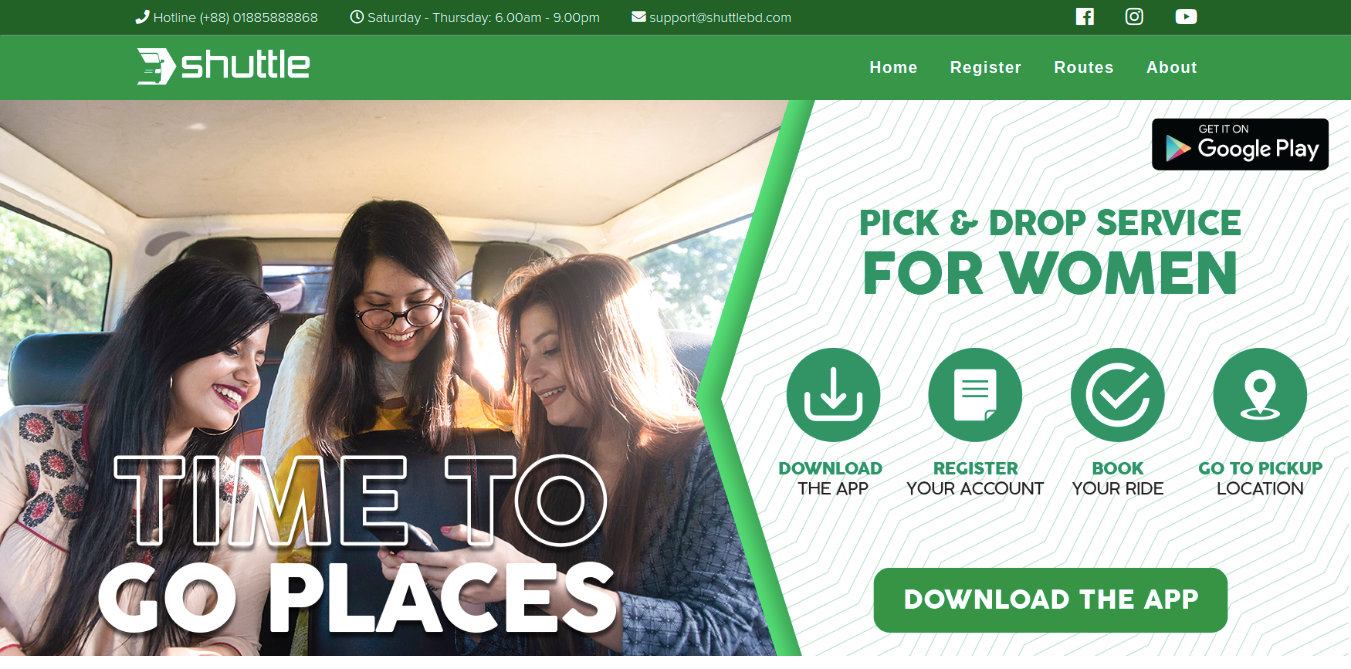 Hotline (+88) 01885888868
Saturday - Thursday: 6.00am - 9.00pm
support@shuttlebd.com
shuttle
Home
Register
Routes
About
GET IT ON
Google Play
PICK & DROP SERVICE
FOR WOMEN
DOWNLOAD
THE APP
REGISTER
YOUR ACCOUNT
BOOK
YOUR RIDE
GO TO PICKUP
LOCATION
TIME TO
GO PLACES
DOWNLOAD THE APP